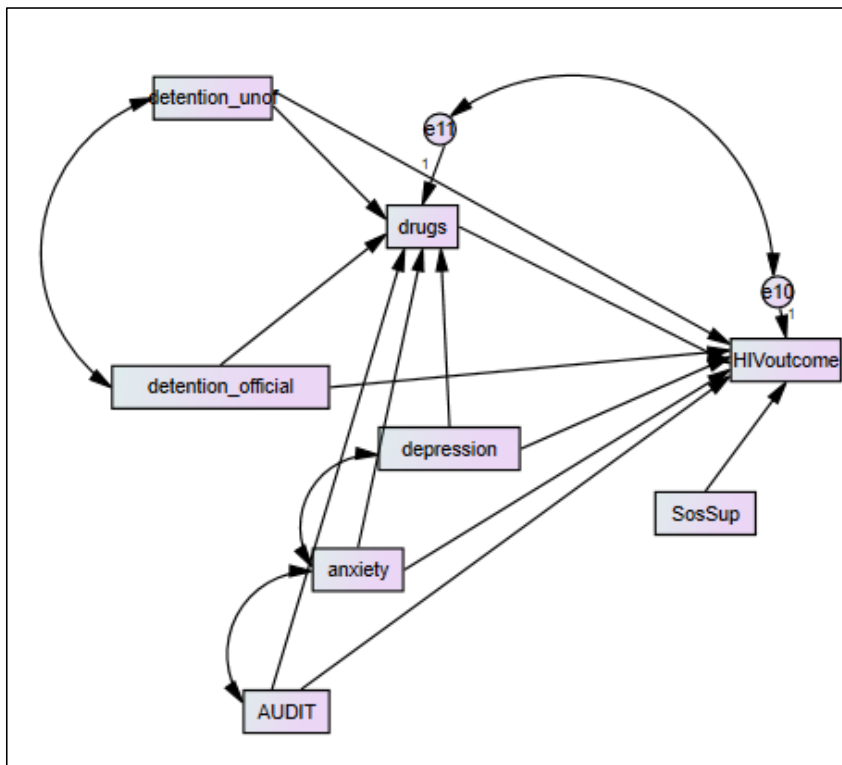 detention_unof
e11
1
drugs
e10
1
HIVoutcome
detention_official
depression
SosSup
anxiety
AUDIT